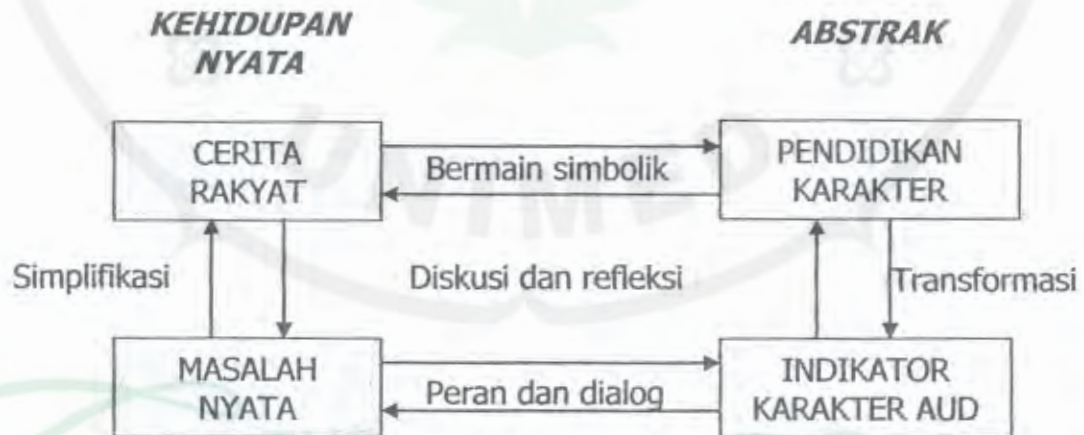 KEHIDUPAN
NYATA
ABSTRAK
CERITA
RAKYAT
Bermain simbolik
PENDIDIKAN
KARAKTER
Simplifikasi
Diskusi dan refleksi
Transformasi
MASALAH
NYATA
Peran dan dialog
INDIKATOR
KARAKTER AUD
UNIMED